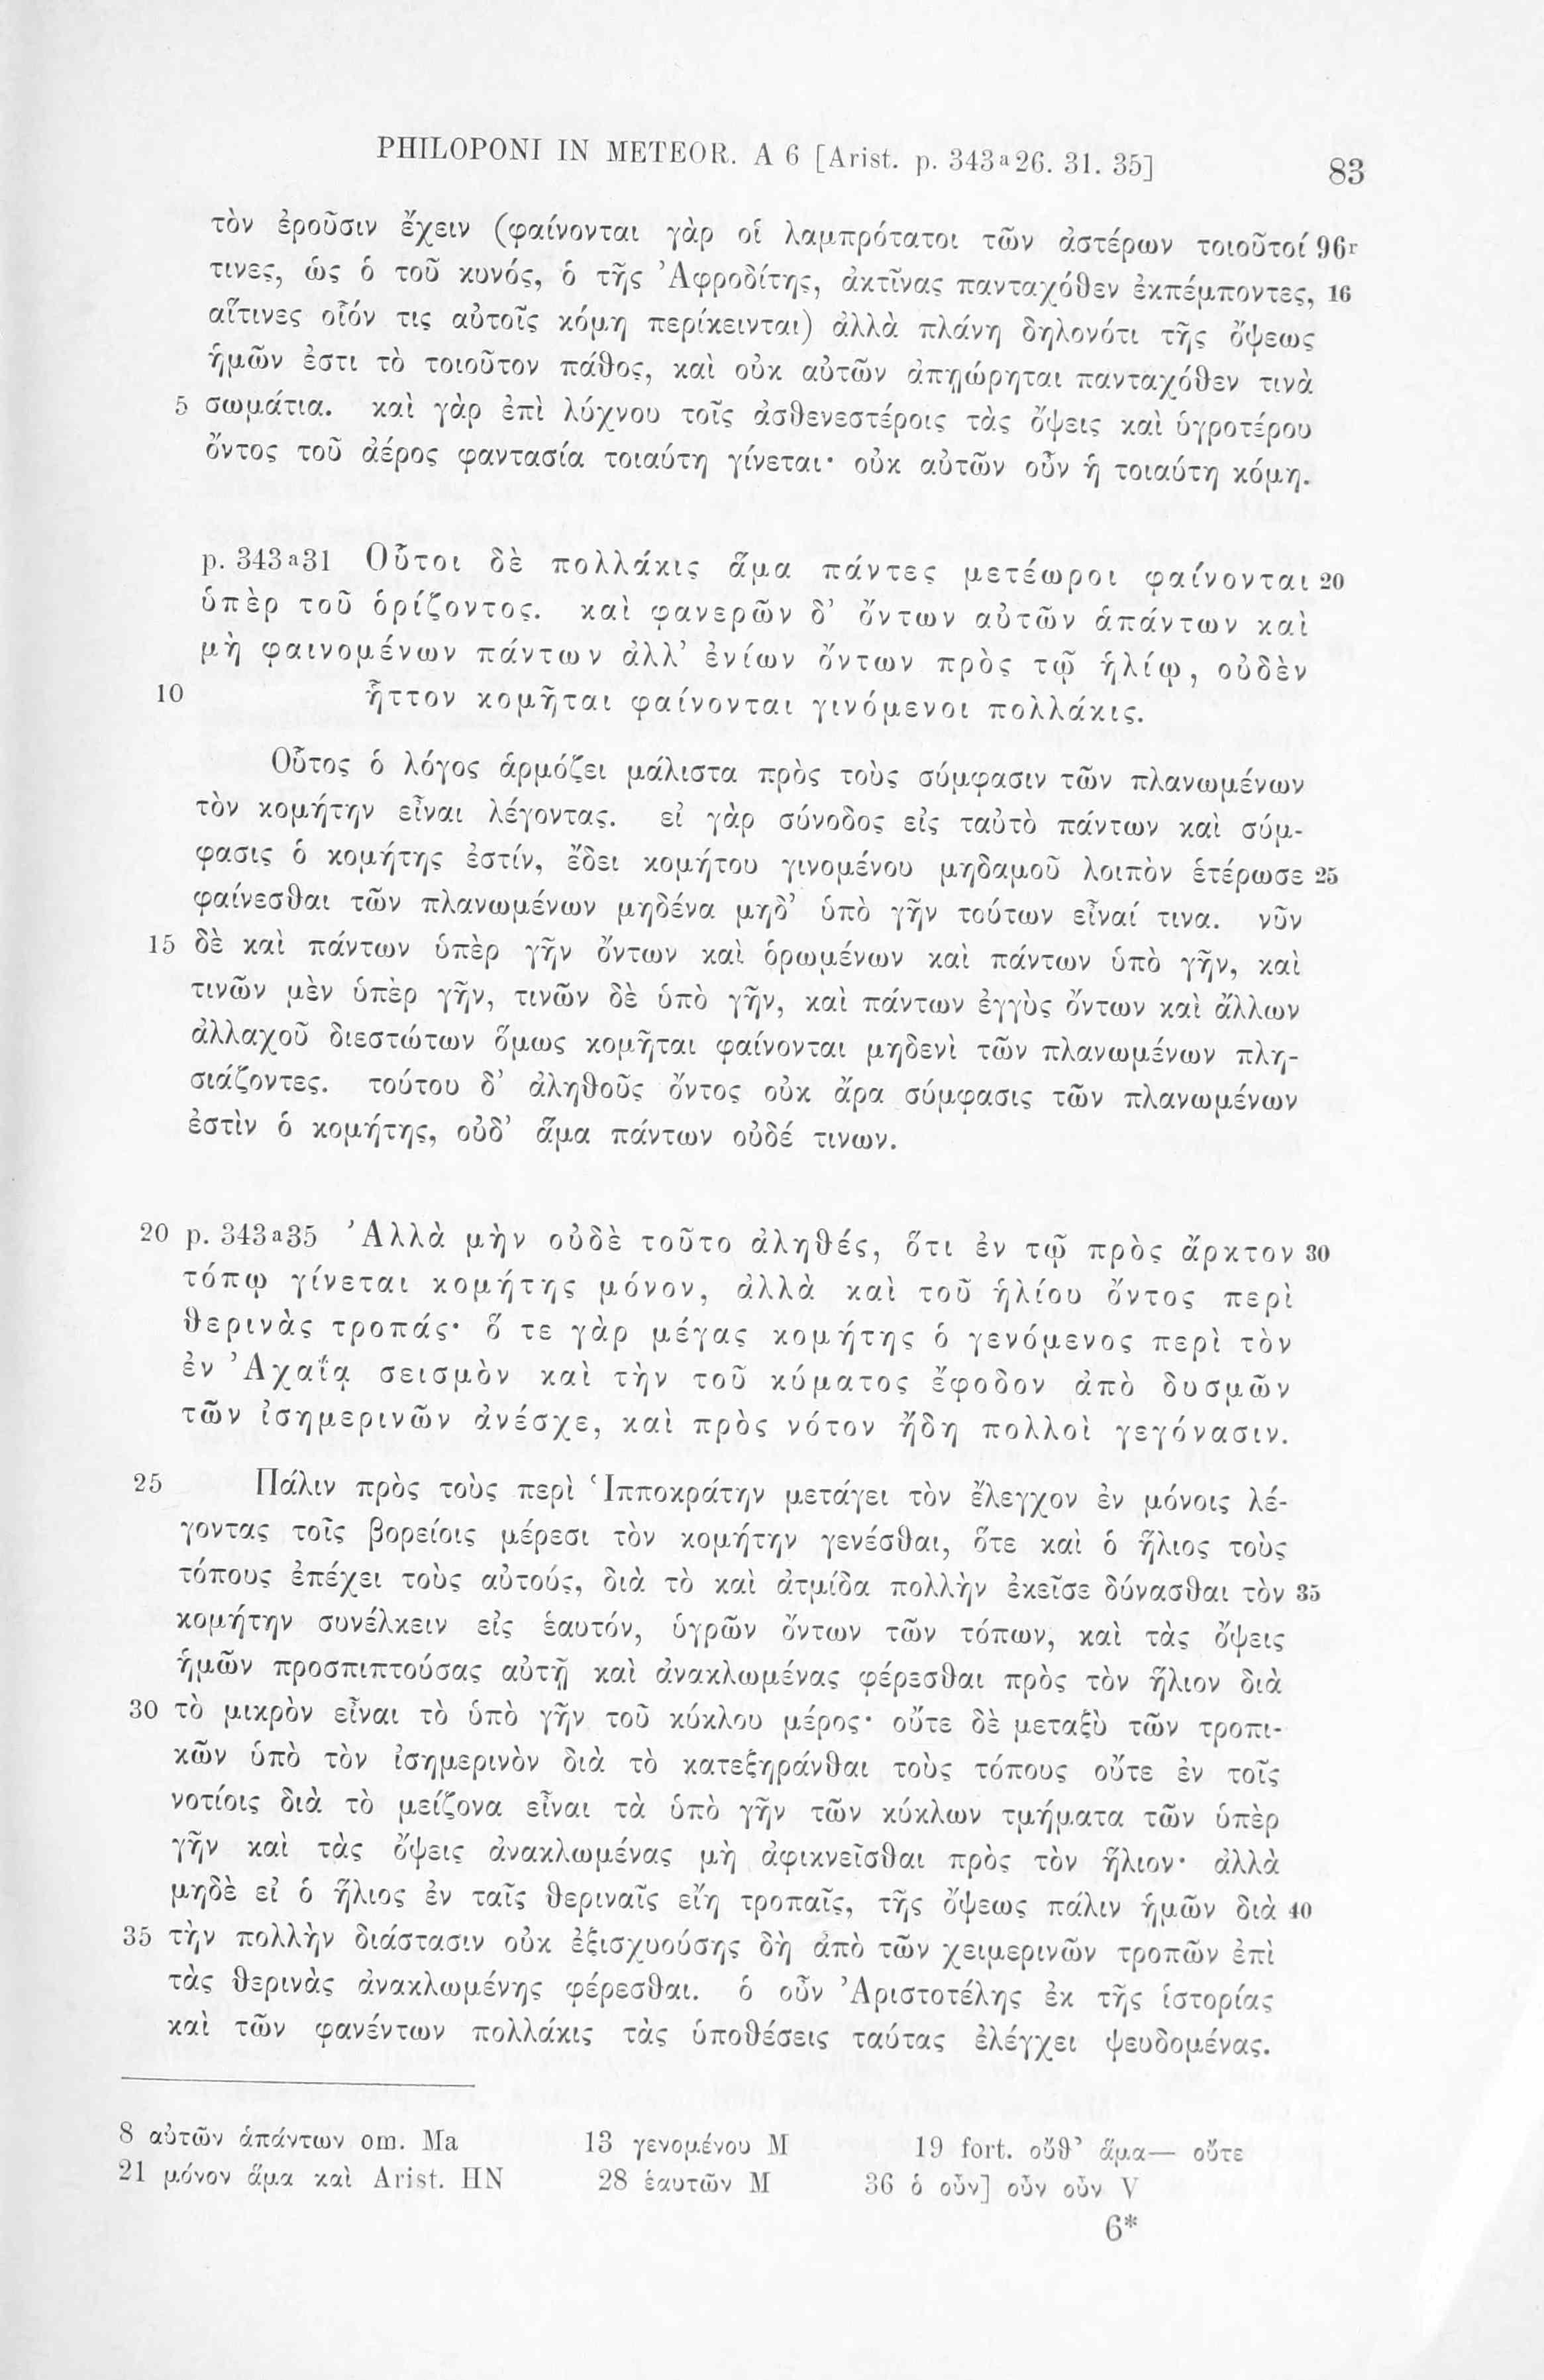 PHILOPONI IN METEOR. A 6 [Arist. p. 343a26. 31. 35] 83
τὸν ἐροῦσιν ἔχειν (φαίνονται γὰρ οἱ λαμπρότατοι τῶν ἀστέρων τοιοῦτοί 96r
τινες, ὡς ὁ τοῦ κυνός, ὁ τῆς Ἀφροδίτης, ἀκτῖνας πανταχόθεν ἐκπέμποντες, 16
αἵτινες οἷόν τις αὐτοῖς κόμη περίκεινται) ἀλλὰ πλάνη δηλονότι τῆς ὄψεως
ἡμῶν ἐστι τὸ τοιοῦτον πάθος, καὶ οὐκ αὐτῶν ἀπῃώρηται πανταχόθεν τινὰ
5 σωμάτια. καὶ γὰρ ἐπὶ λύχνου τοῖς ἀσθενεστέροις τὰς ὄψεις καὶ ὑγροτέρου
ὄντος τοῦ ἀέρος φαντασία τοιαύτη γίνεται· οὐκ αὐτῶν οὖν ἡ τοιαύτη κόμη.
p. 343a31 Οὗτοι δὲ πολλάκις ἅμα πάντες μετέωροι φαίνονται 20
ὑπὲρ τοῦ ὁρίζοντος. καὶ φανερῶν δ’ ὄντων αὐτῶν ἁπάντων καὶ
μὴ φαινομένων πάντων ἀλλ’ ἐνίων ὄντων πρὸς τῷ ἡλίῳ, οὐδὲν
10 ἧττον κομῆται φαίνονται γινόμενοι πολλάκις.
Οὗτος ὁ λόγος ἁρμόζει μάλιστα πρὸς τοὺς σύμφασιν τῶν πλανωμένων
τὸν κομήτην εἶναι λέγοντας. εἰ γὰρ σύνοδος εἰς ταὐτὸ πάντων καὶ σύμ-
φασις ὁ κομήτης ἐστίν, ἔδει κομήτου γινομένου μηδαμοῦ λοιπὸν ἑτέρωσε 25
φαίνεσθαι τῶν πλανωμένων μηδένα μηδ’ ὑπὸ γῆν τούτων εἶναί τινα. νῦν
15 δὲ καὶ πάντων ὑπὲρ γῆν ὄντων καὶ ὁρωμένων καὶ πάντων ὑπὸ γῆν, καὶ
τινῶν μὲν ὑπὲρ γῆν, τινῶν δὲ ὑπὸ γῆν, καὶ πάντων ἐγγὺς ὄντων καὶ ἄλλων
ἀλλαχοῦ διεστώτων ὅμως κομῆται φαίνονται μηδενὶ τῶν πλανωμένων πλη-
σιάζοντες. τούτου δ’ ἀληθοῦς ὄντος οὐκ ἄρα σύμφασις τῶν πλανωμένων
ἐστὶν ὁ κομήτης, οὐδ’ ἅμα πάντων οὐδέ τινων.
20 p. 343a35 Ἀλλὰ μὴν οὐδὲ τοῦτο ἀληθές, ὅτι ἐν τῷ πρὸς ἄρκτον 30
τόπῳ γίνεται κομήτης μόνον, ἀλλὰ καὶ τοῦ ἡλίου ὄντος περὶ
θερινὰς τροπάς· ὅ τε γὰρ μέγας κομήτης ὁ γενόμενος περὶ τὸν
ἐν Ἀχαΐᾳ σεισμὸν καὶ τὴν τοῦ κύματος ἔφοδον ἀπὸ δυσμῶν
τῶν ἰσημερινῶν ἀνέσχε, καὶ πρὸς νότον ἤδη πολλοὶ γεγόνασιν.
25 Πάλιν πρὸς τοὺς περὶ Ἱπποκράτην μετάγει τὸν ἔλεγχον ἐν μόνοις λέ-
γοντας τοῖς βορείοις μέρεσι τὸν κομήτην γενέσθαι, ὅτε καὶ ὁ ἥλιος τοὺς
τόπους ἐπέχει τοὺς αὐτούς, διὰ τὸ καὶ ἀτμίδα πολλὴν ἐκεῖσε δύνασθαι τὸν 35
κομήτην συνέλκειν εἰς ἑαυτόν, ὑγρῶν ὄντων τῶν τόπων, καὶ τὰς ὄψεις
ἡμῶν προσπιπτούσας αὐτῇ καὶ ἀνακλωμένας φέρεσθαι πρὸς τὸν ἥλιον διὰ
30 τὸ μικρὸν εἶναι τὸ ὑπὸ γῆν τοῦ κύκλου μέρος· οὔτε δὲ μεταξὺ τῶν τροπι-
κῶν ὑπὸ τὸν ἰσημερινὸν διὰ τὸ κατεξηράνθαι τοὺς τόπους οὔτε ἐν τοῖς
νοτίοις διὰ τὸ μείζονα εἶναι τὰ ὑπὸ γῆν τῶν κύκλων τμήματα τῶν ὑπὲρ
γῆν καὶ τὰς ὄψεις ἀνακλωμένας μὴ ἀφικνεῖσθαι πρὸς τὸν ἥλιον· ἀλλὰ
μηδὲ εἰ ὁ ἥλιος ἐν ταῖς θεριναῖς εἴη τροπαῖς, τῆς ὄψεως πάλιν ἡμῶν διὰ 40
35 τὴν πολλὴν διάστασιν οὐκ ἐξισχυούσης δὴ ἀπὸ τῶν χειμερινῶν τροπῶν ἐπὶ
τὰς θερινὰς ἀνακλωμένης φέρεσθαι. ὁ οὖν Ἀριστοτέλης ἐκ τῆς ἱστορίας
καὶ τῶν φανέντων πολλάκις τὰς ὑποθέσεις ταύτας ἐλέγχει ψευδομένας.
8 αὐτῶν ἁπάντων om. Ma 13 γενομένου M 19 fort. οὔθ’ ἅμα— οὔτε
21 μόνον ἅμα καὶ Arist. HN 28 ἑαυτῶν M 36 ὁ οὖν] οὖν οὖν V
6*